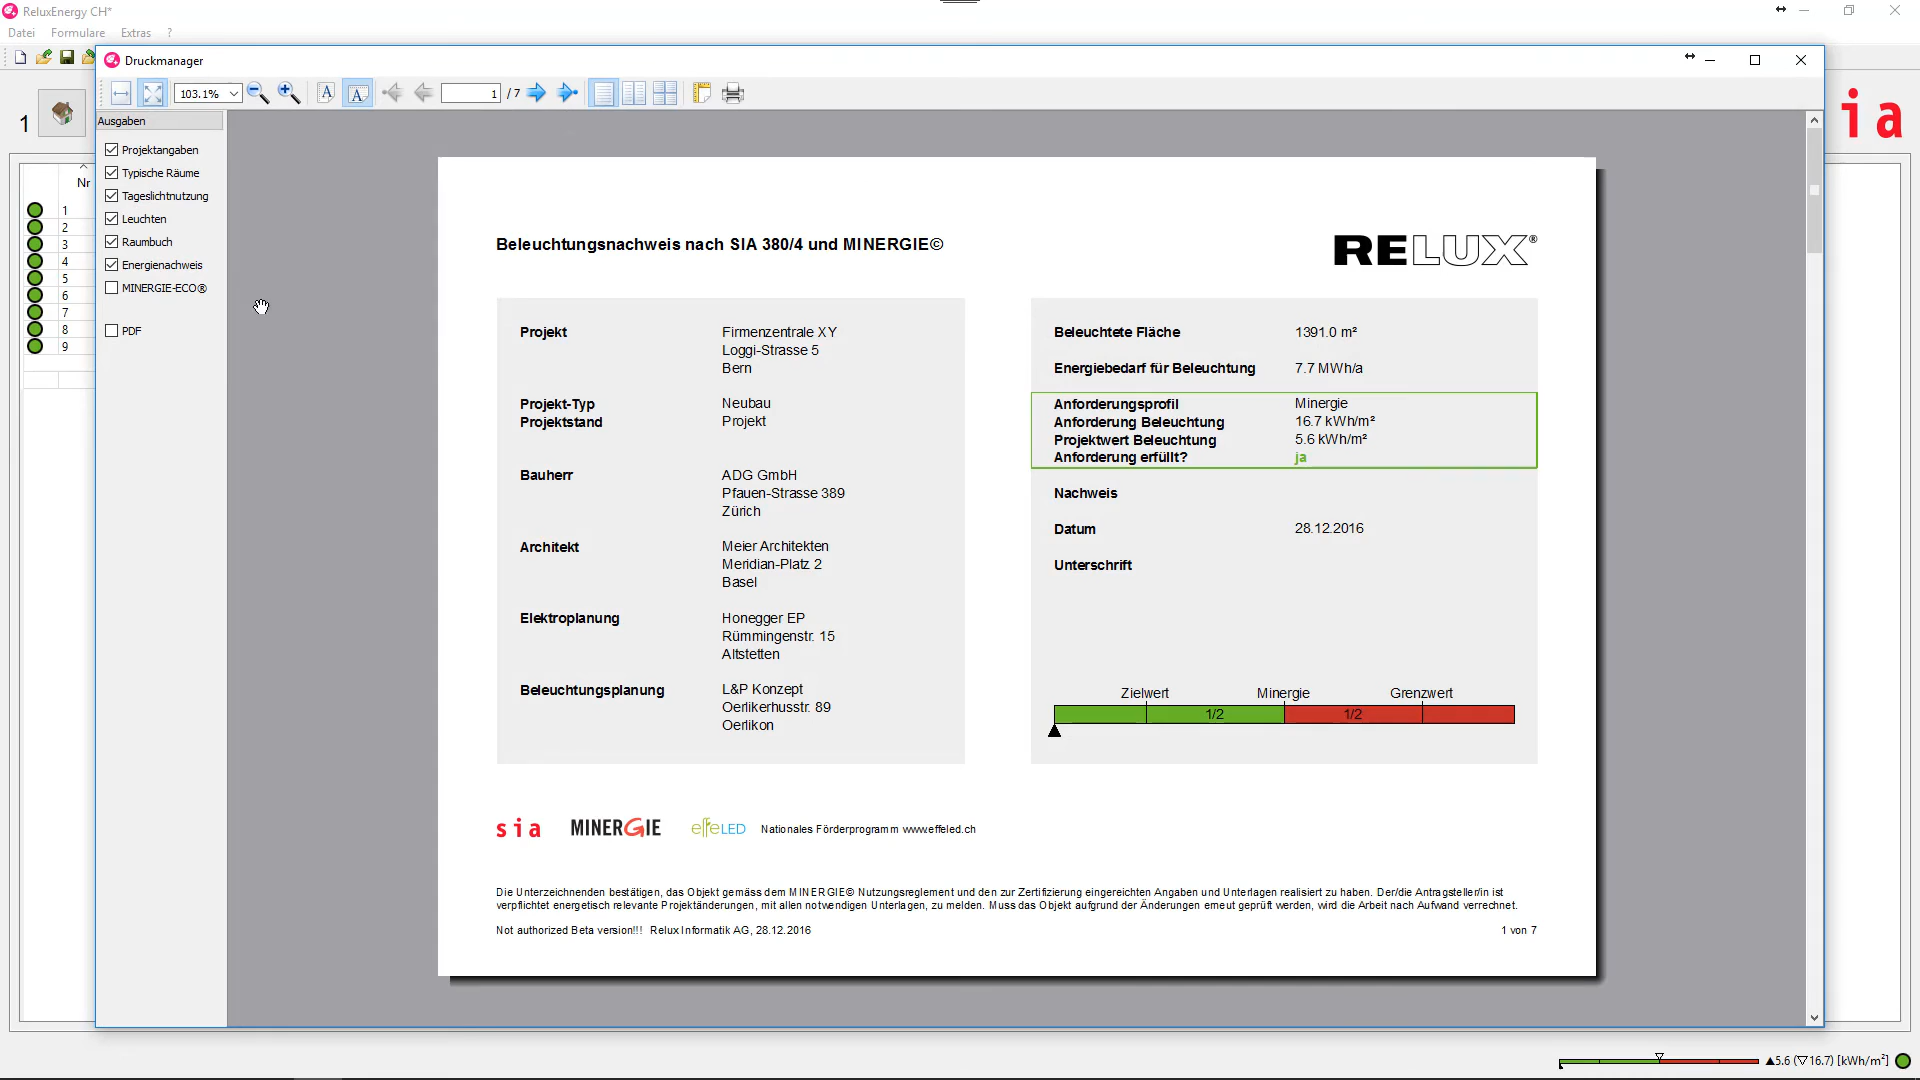 ReluxEnergy CH*
Datei Formulare Extras ?
Druckmanager
103.1% 1 / 7
1
sia
Ausgaben
Projektangaben
Typische Räume
Tageslichtnutzung
Leuchten
Raumbuch
Energienachweis
MINERGIE-ECO®
PDF
Nr
1
2
3
4
5
6
7
8
9
Beleuchtungsnachweis nach SIA 380/4 und MINERGIE©
RELUX®
Projekt Firmenzentrale XY
Loggi-Strasse 5
Bern
Projekt-Typ Neubau
Projektstand Projekt
Bauherr ADG GmbH
Pfauen-Strasse 389
Zürich
Architekt Meier Architekten
Meridian-Platz 2
Basel
Elektroplanung Honegger EP
Rümmingenstr. 15
Altstetten
Beleuchtungsplanung L&P Konzept
Oerlikerhusstr. 89
Oerlikon
Beleuchtete Fläche 1391.0 m²
Energiebedarf für Beleuchtung 7.7 MWh/a
Anforderungsprofil Minergie
Anforderung Beleuchtung 16.7 kWh/m²
Projektwert Beleuchtung 5.6 kWh/m²
Anforderung erfüllt? ja
Nachweis
Datum 28.12.2016
Unterschrift
Zielwert Minergie Grenzwert
1/2 1/2
sia MINERGIE effeLED Nationales Förderprogramm www.effeled.ch
Die Unterzeichnenden bestätigen, das Objekt gemäss dem MINERGIE© Nutzungsreglement und den zur Zertifizierung eingereichten Angaben und Unterlagen realisiert zu haben. Der/die Antragsteller/in ist
verpflichtet energetisch relevante Projektänderungen, mit allen notwendigen Unterlagen, zu melden. Muss das Objekt aufgrund der Änderungen erneut geprüft werden, wird die Arbeit nach Aufwand verrechnet.
Not authorized Beta version!!! Relux Informatik AG, 28.12.2016 1 von 7
▲5.6 (▽16.7) [kWh/m²]